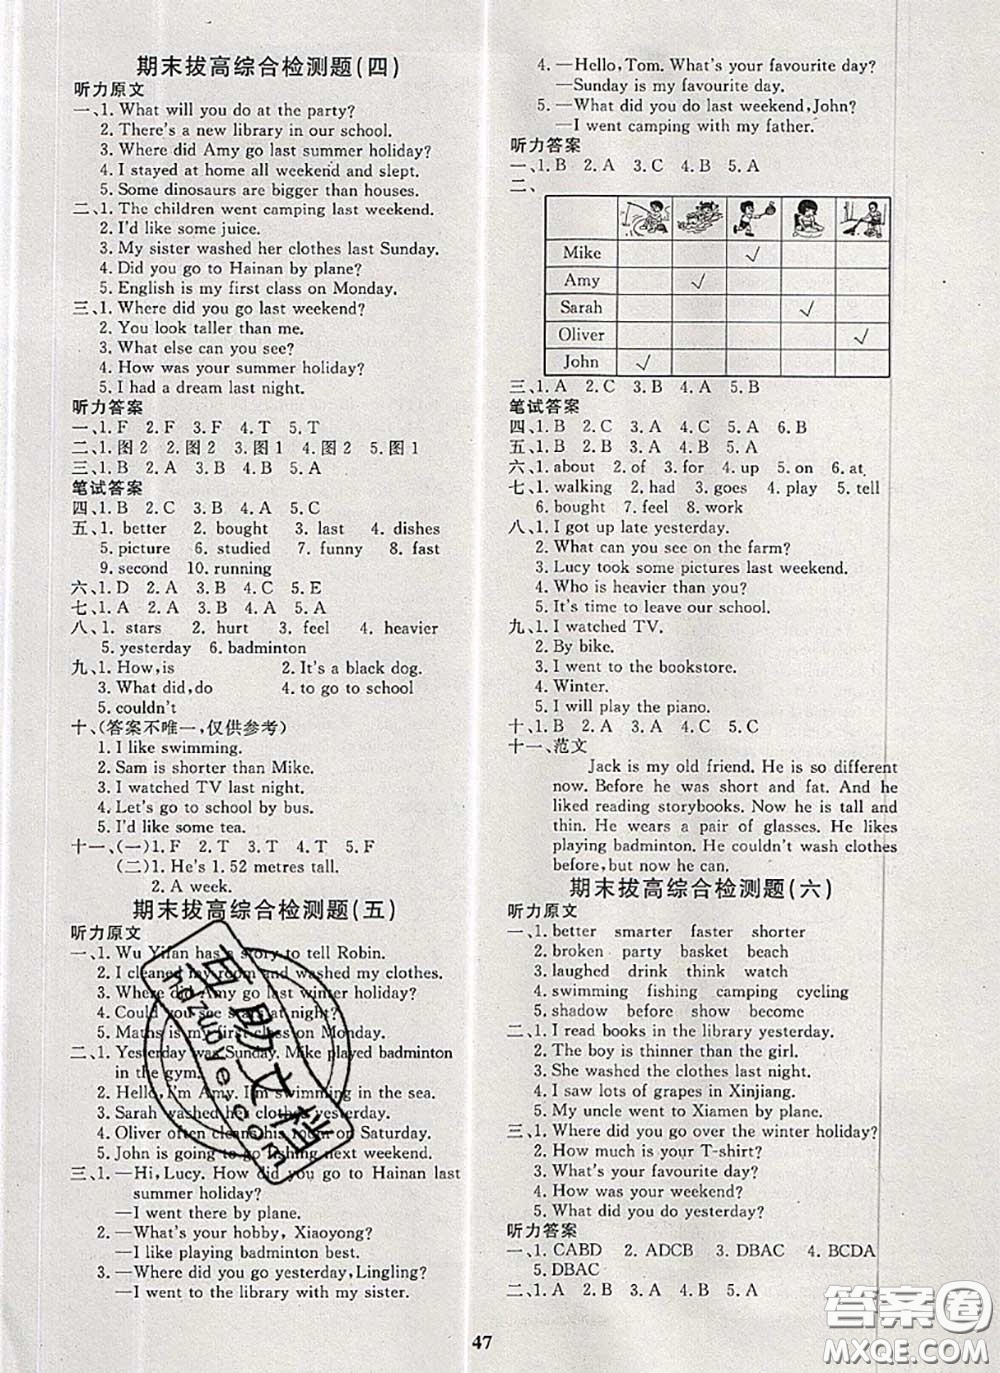 期末拔高综合检测题(四)
听力原文
一、1. What will you do at the party?
2. There's a new library in our school.
3. Where did Amy go last summer holiday?
4. I stayed at home all weekend and slept.
5. Some dinosaurs are bigger than houses.
二、1. The children went camping last weekend.
2. I'd like some juice.
3. My sister washed her clothes last Sunday.
4. Did you go to Hainan by plane?
5. English is my first class on Monday.
三、1. Where did you go last weekend?
2. You look taller than me.
3. What else can you see?
4. How was your summer holiday?
5. I had a dream last night.
听力答案
一、1. F 2. F 3. F 4. T 5. T
二、1. 图 2 2. 图 2 3. 图 1 4. 图 2 5. 图 1
三、1. B 2. A 3. A 4. B 5. A
笔试答案
四、1. B 2. C 3. B 4. A 5. C
五、1. better 2. bought 3. last 4. dishes
5. picture 6. studied 7. funny 8. fast
9. second 10. running
六、1. D 2. A 3. B 4. C 5. E
七、1. A 2. A 3. B 4. B 5. A
八、1. stars 2. hurt 3. feel 4. heavier
5. yesterday 6. badminton
九、1. How,is 2. It's a black dog.
3. What did,do 4. to go to school
5. couldn't
十、(答案不唯一,仅供参考)
1. I like swimming.
2. Sam is shorter than Mike.
3. I watched TV last night.
4. Let's go to school by bus.
5. I'd like some tea.
十一、(一)1. F 2. T 3. T 4. T 5. F
(二)1. He's 1. 52 metres tall.
2. A week.
期末拔高综合检测题(五)
听力原文
一、1. Wu Yifan has a story to tell Robin.
2. I cleaned my room and washed my clothes.
3. Where did Amy go last winter holiday?
4. Could you see stars at night?
5. Maths is my first class on Monday.
二、1. Yesterday was Sunday. Mike played badminton
in the gym.
2. Hello, I'm Amy. I'm swimming in the sea.
3. Sarah washed her clothes yesterday.
4. Oliver often cleans his room on Saturday.
5. John is going to go fishing next weekend.
三、1. —Hi, Lucy. How did you go to Hainan last
summer holiday?
—I went there by plane.
2. —What's your hobby, Xiaoyong?
—I like playing badminton best.
3. —Where did you go yesterday, Lingling?
—I went to the library with my sister.
4. —Hello, Tom. What's your favourite day?
—Sunday is my favourite day.
5. —What did you do last weekend, John?
—I went camping with my father.
听力答案
一、1. B 2. A 3. C 4. B 5. A
二、
Mike √
Amy √
Sarah √
Oliver √
John √
三、1. A 2. C 3. B 4. A 5. B
笔试答案
四、1. B 2. C 3. A 4. C 5. A 6. B
五、1. B 2. B 3. A 4. C 5. A
六、1. about 2. of 3. for 4. up 5. on 6. at
七、1. walking 2. had 3. goes 4. play 5. tell
6. bought 7. feel 8. work
八、1. I got up late yesterday.
2. What can you see on the farm?
3. Lucy took some pictures last weekend.
4. Who is heavier than you?
5. It's time to leave our school.
九、1. I watched TV.
2. By bike.
3. I went to the bookstore.
4. Winter.
5. I will play the piano.
十、1. B 2. A 3. C 4. C 5. A
十一、范文
Jack is my old friend. He is so different
now. Before he was short and fat. And he
liked reading storybooks. Now he is tall and
thin. He wears a pair of glasses. He likes
playing badminton. He couldn't wash clothes
before, but now he can.
期末拔高综合检测题(六)
听力原文
一、1. better smarter faster shorter
2. broken party basket beach
3. laughed drink think watch
4. swimming fishing camping cycling
5. shadow before show become
二、1. I read books in the library yesterday.
2. The boy is thinner than the girl.
3. She washed the clothes last night.
4. I saw lots of grapes in Xinjiang.
5. My uncle went to Xiamen by plane.
三、1. Where did you go over the winter holiday?
2. How much is your T-shirt?
3. What's your favourite day?
4. How was your weekend?
5. What did you do yesterday?
听力答案
一、1. CABD 2. ADCB 3. DBAC 4. BCDA
5. DBAC
二、1. A 2. B 3. A 4. A 5. A
47
答案圈
MXQE.COM